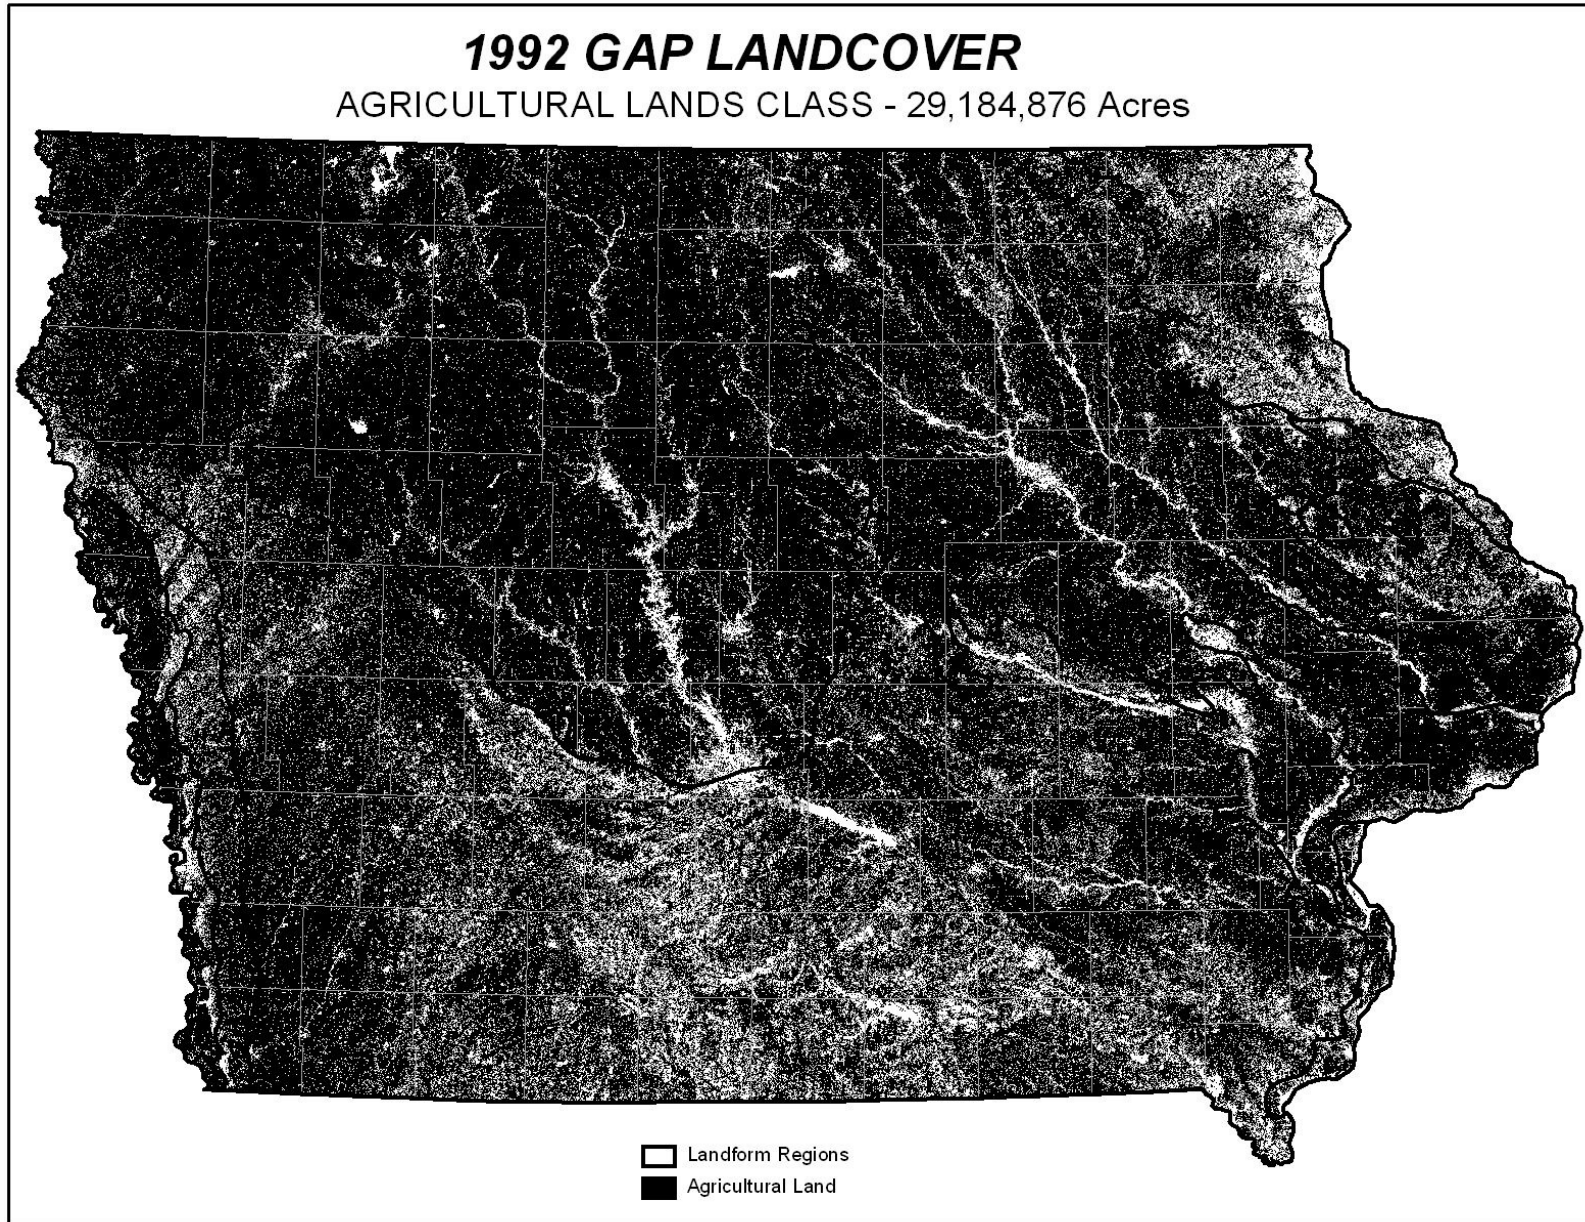 1992 GAP LANDCOVER
AGRICULTURAL LANDS CLASS - 29,184,876 Acres
Landform Regions
Agricultural Land